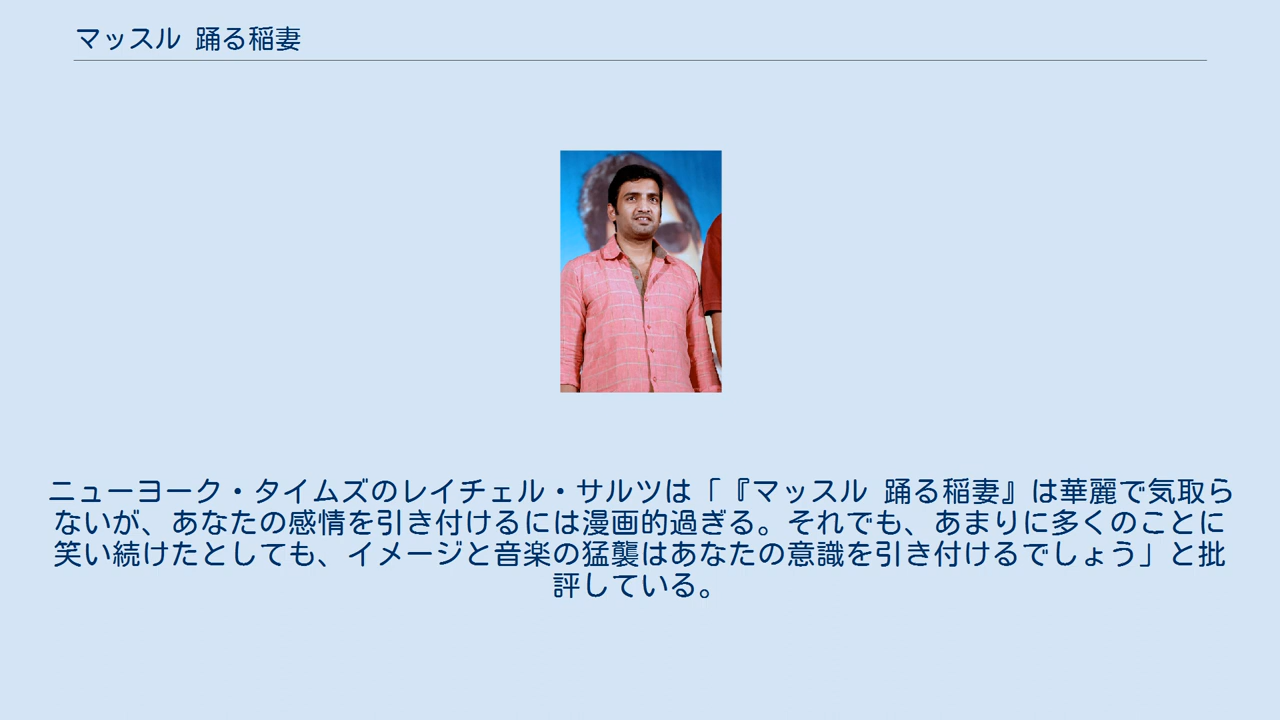 マッスル 踊る稲妻
ニューヨーク・タイムズのレイチェル・サルツは「『マッスル 踊る稲妻』は華麗で気取ら
ないが、あなたの感情を引き付けるには漫画的過ぎる。それでも、あまりに多くのことに
笑い続けたとしても、イメージと音楽の猛襲はあなたの意識を引き付けるでしょう」と批
評している。